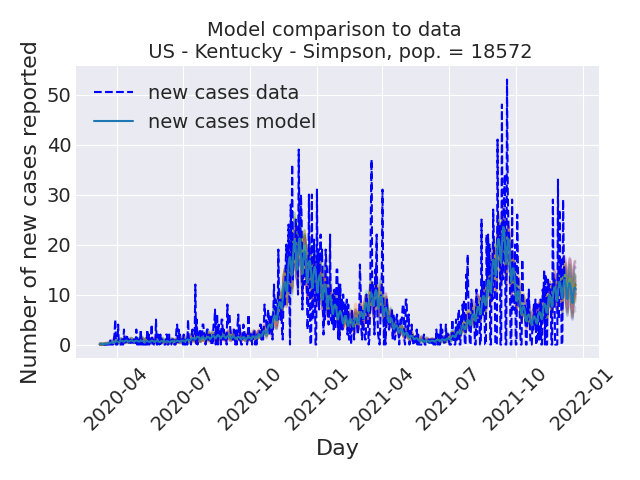 Model comparison to data
US - Kentucky - Simpson, pop. = 18572
new cases data
new cases model
Number of new cases reported
50
40
30
20
10
0
2020-04
2020-07
2020-10
2021-01
2021-04
2021-07
2021-10
2022-01
Day